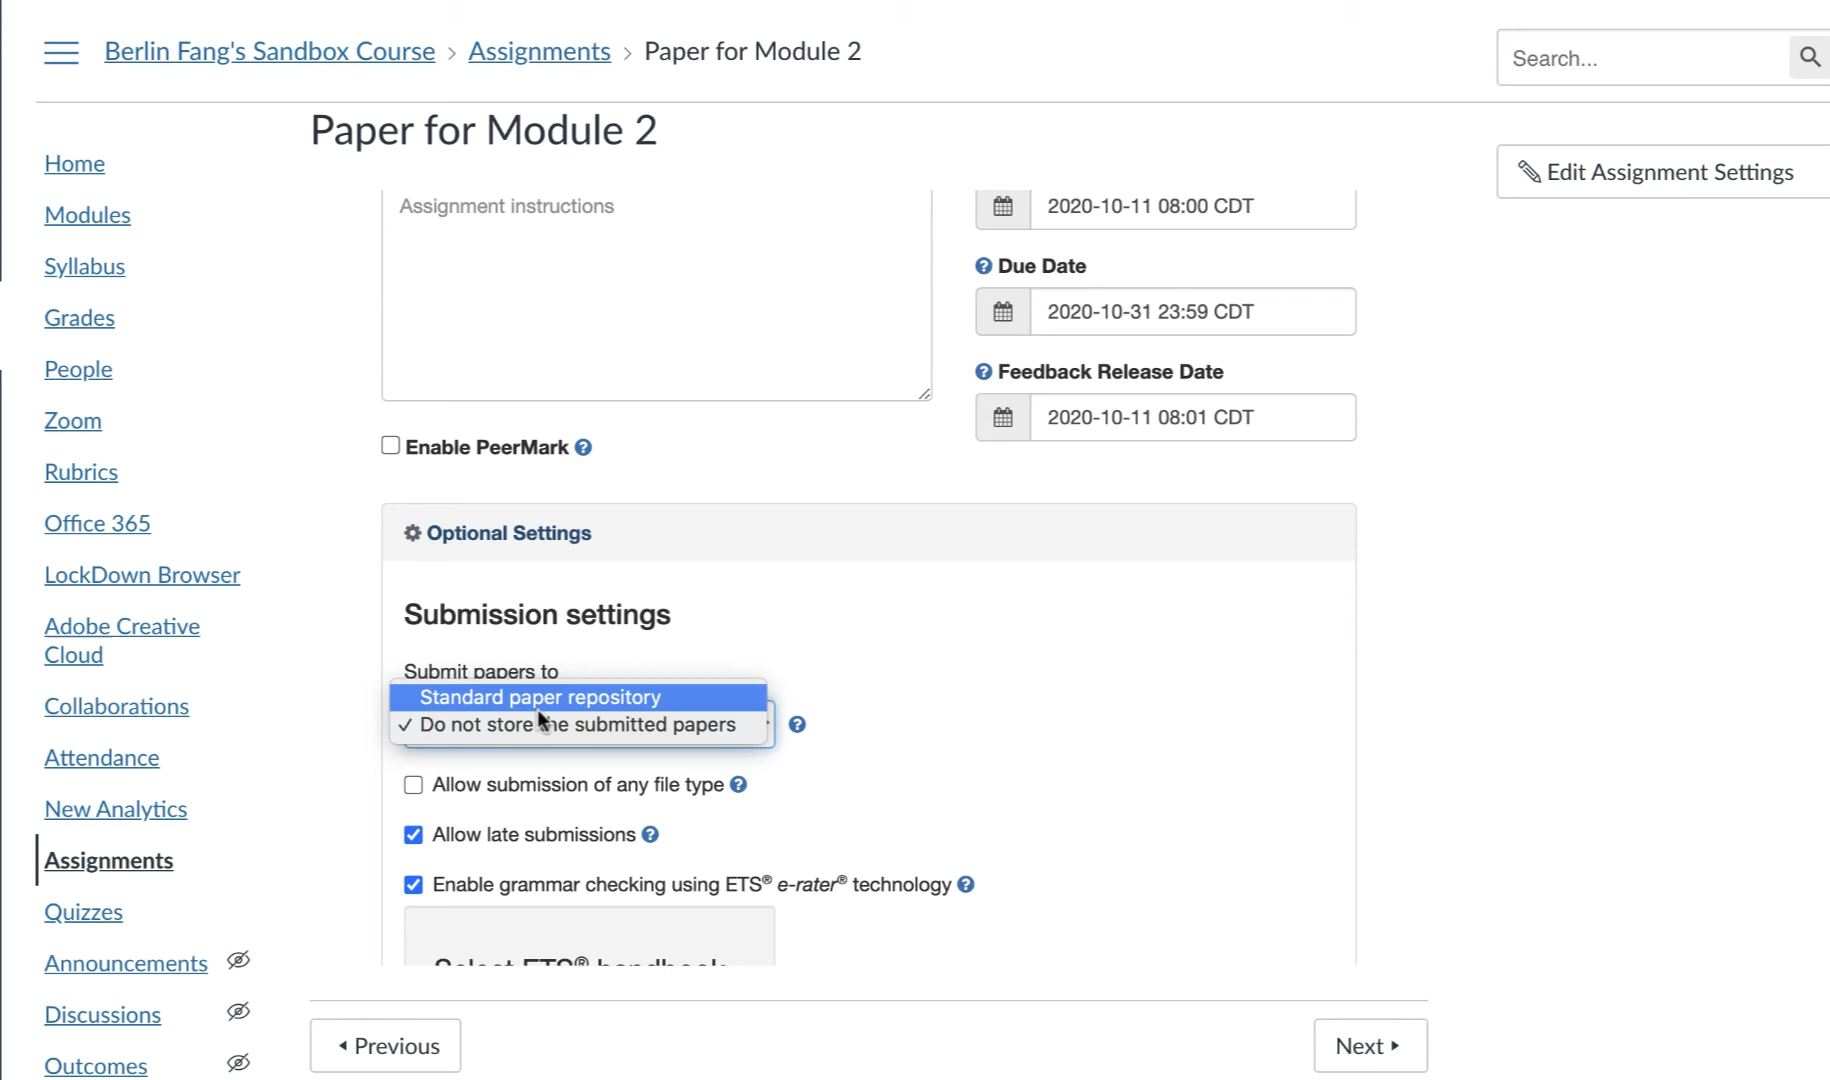 Berlin Fang's Sandbox Course › Assignments › Paper for Module 2
Search...
Paper for Module 2
Edit Assignment Settings
Home
Modules
Syllabus
Grades
People
Zoom
Rubrics
Office 365
LockDown Browser
Adobe Creative
Cloud
Collaborations
Attendance
New Analytics
Assignments
Quizzes
Announcements
Discussions
Outcomes
Assignment instructions
2020-10-11 08:00 CDT
Due Date
2020-10-31 23:59 CDT
Feedback Release Date
2020-10-11 08:01 CDT
Enable PeerMark
Optional Settings
Submission settings
Submit papers to
Standard paper repository
✓ Do not store the submitted papers
Allow submission of any file type
Allow late submissions
Enable grammar checking using ETS® e-rater® technology
Select ETS® handbook
Previous
Next